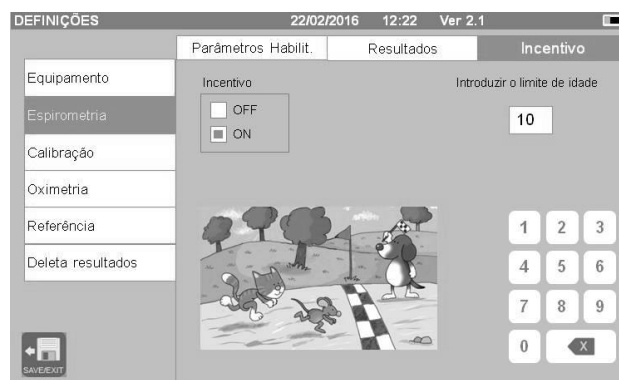 DEFINIÇÕES 22/02/2016 12:22 Ver 2.1
Parâmetros Habilit. Resultados Incentivo
Equipamento
Espirometria
Calibração
Oximetria
Referência
Deleta resultados
SAVE/EXIT
Incentivo
OFF
ON
Introduzir o limite de idade
10
1 2 3
4 5 6
7 8 9
0 X